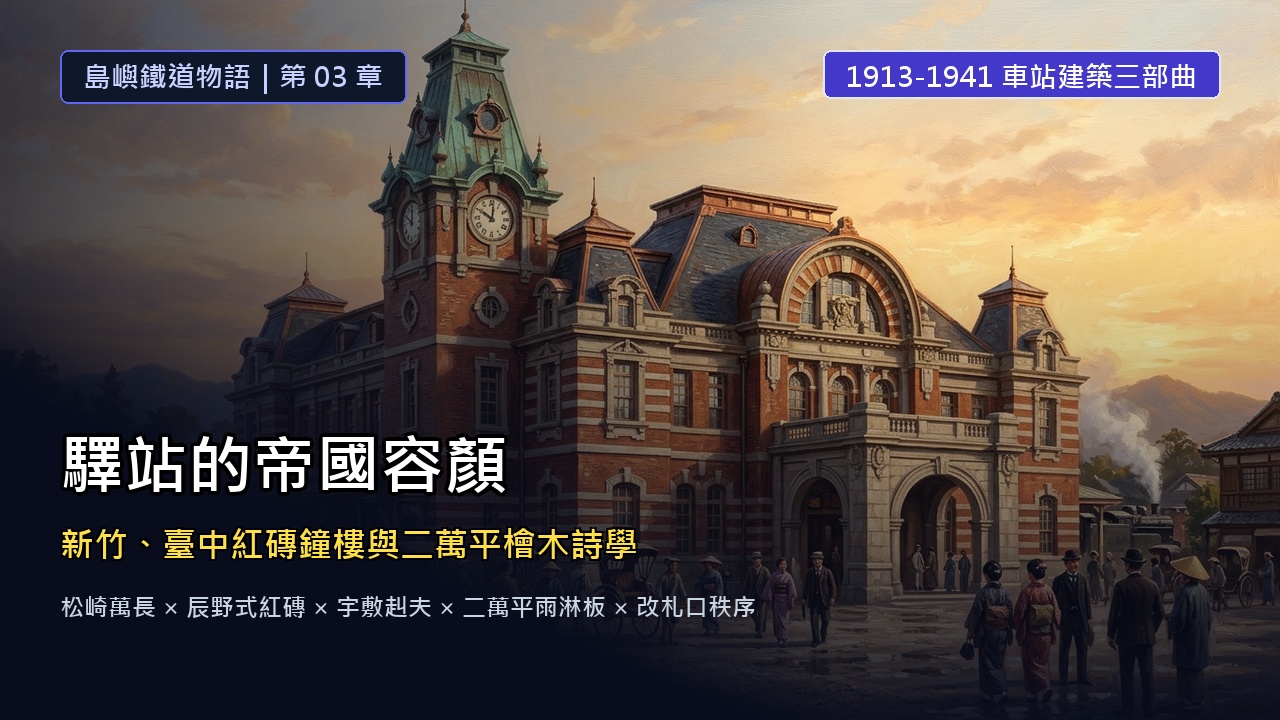 島嶼鐵道物語 | 第 03 章
1913-1941 車站建築三部曲
驛站的帝國容顏
新竹、臺中紅磚鐘樓與二萬平檜木詩學
松崎萬長 × 辰野式紅磚 × 宇敷赳夫 × 二萬平雨淋板 × 改札口秩序